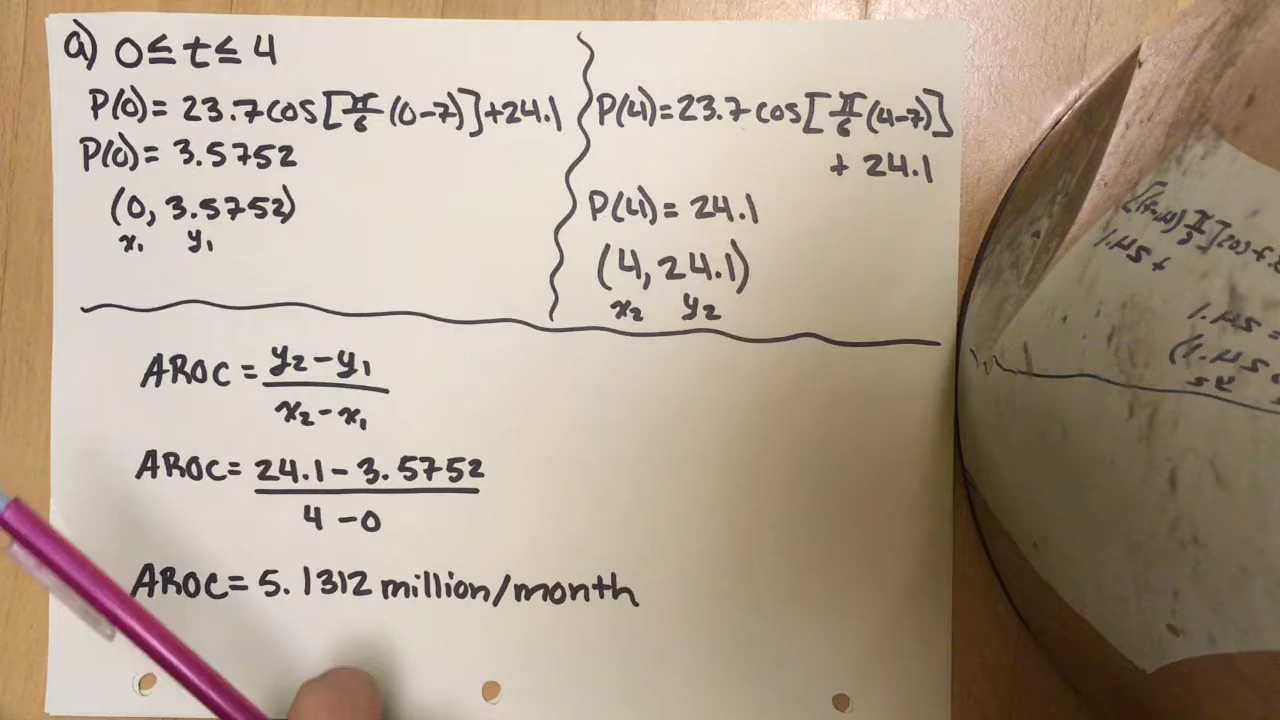 a) 0≤t≤4
P(0)= 23.7cos[π/6(0-7)]+24.1
P(0)= 3.5752
(0, 3.5752)
x₁ y₁
P(4)=23.7cos[π/6(4-7)]
+ 24.1
P(4)= 24.1
(4,24.1)
x₂ y₂
AROC = y₂-y₁
x₂-x₁
AROC= 24.1-3.5752
4-0
AROC= 5.1312 million/month